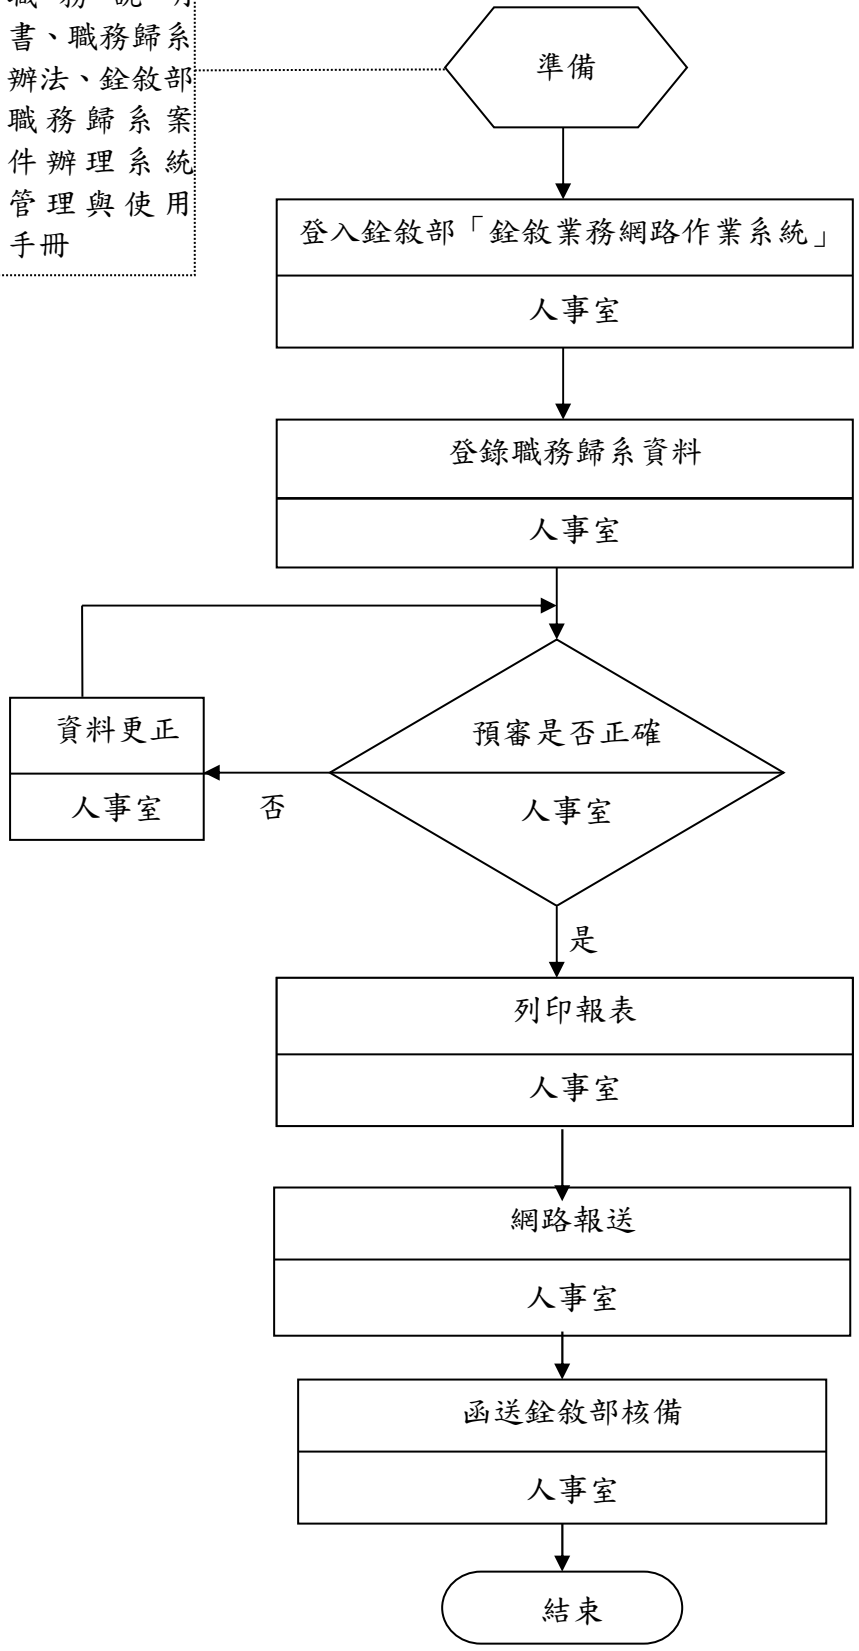 職務說明
書、職務歸系
辦法、銓敘部
職務歸系案
件辦理系統
管理與使用
手冊
準備
登入銓敘部「銓敘業務網路作業系統」
人事室
登錄職務歸系資料
人事室
資料更正
人事室
否
預審是否正確
人事室
是
列印報表
人事室
網路報送
人事室
函送銓敘部核備
人事室
結束